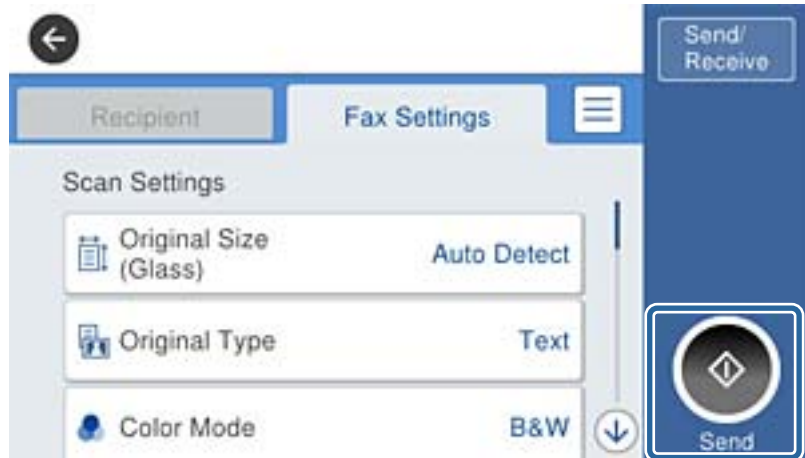 Send/
Receive
Recipient
Fax Settings
Scan Settings
Original Size
(Glass)
Auto Detect
Original Type
Text
Color Mode
B&W
Send